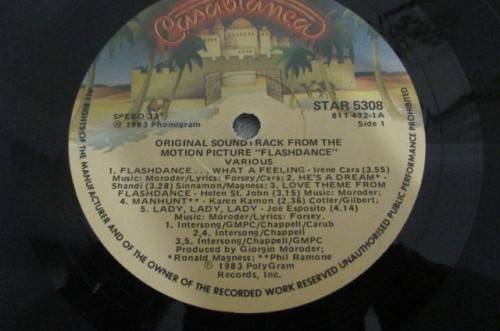 Casablanca
STAR 5308
811 492-1A
SPEED 33
Side 1
℗ 1983 Phonogram
ORIGINAL SOUNDTRACK FROM THE
MOTION PICTURE "FLASHDANCE"
VARIOUS
1. FLASHDANCE... WHAT A FEELING - Irene Cara (3.55)
Music: Moroder/Lyrics: Forsey/Cara; 2. HE'S A DREAM* -
Shandi (3.28) Sinnamon/Magness; 3. LOVE THEME FROM
FLASHDANCE - Helen St. John (3.15) Music: Moroder;
4. MANHUNT** - Karen Kamon (2.36) Cotler/Gilbert;
5. LADY, LADY, LADY - Joe Esposito (4.14)
Music: Moroder/Lyrics: Forsey.
1. Intersong/GMPC/Chappell/Carub
2,4. Intersong/Chappell
3,5. Intersong/Chappell/GMPC
Produced by Giorgio Moroder;
*Ronald Magness; **Phil Ramone
℗ 1983 PolyGram
Records, Inc.
ALL RIGHTS OF THE MANUFACTURER AND OF THE OWNER OF THE RECORDED WORK RESERVED UNAUTHORISED PUBLIC PERFORMANCE PROHIBITED